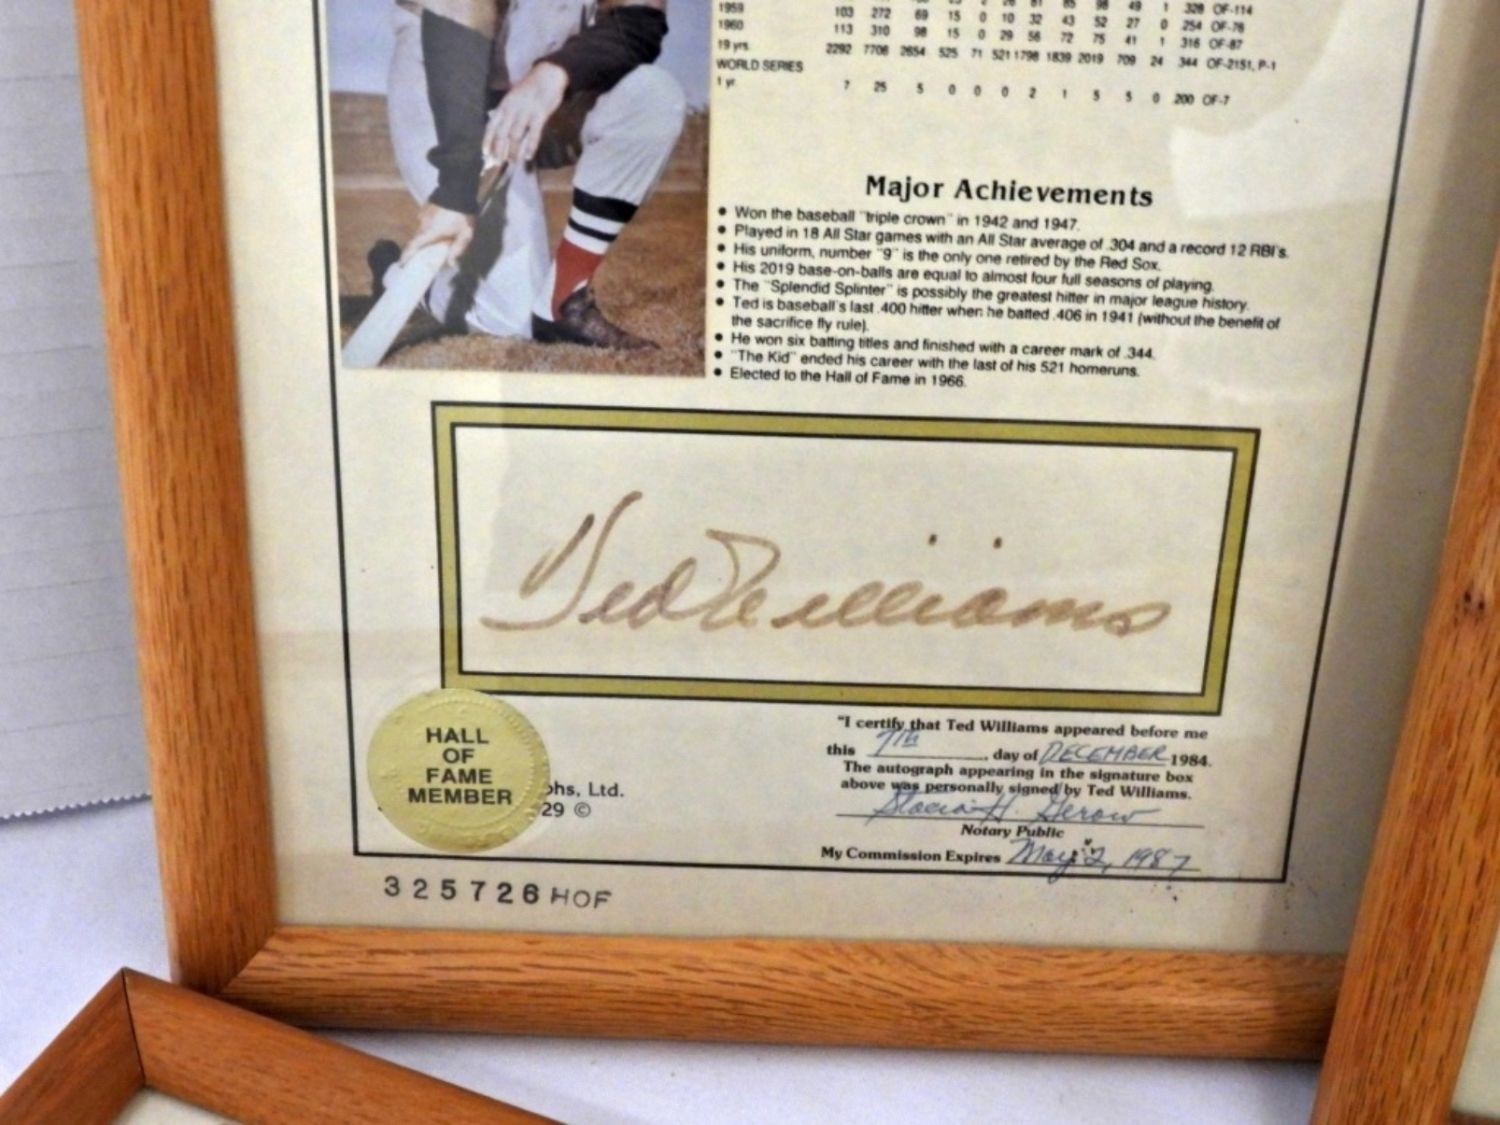 1959 103 272 69 15 0 10 32 43 52 27 0 .254 OF-76
1960 113 310 98 15 0 29 56 72 75 41 1 .316 OF-87
19 yrs. 2292 7706 2654 525 71 521 1798 1839 2019 709 24 .344 OF-2151, P-1
WORLD SERIES
1 yr. 7 25 5 0 0 0 2 1 5 5 0 .200 OF-7
Major Achievements
• Won the baseball "triple crown" in 1942 and 1947.
• Played in 18 All Star games with an All Star average of .304 and a record 12 RBI's.
• His uniform, number "9" is the only one retired by the Red Sox.
• His 2019 base-on-balls are equal to almost four full seasons of playing.
• The "Splendid Splinter" is possibly the greatest hitter in major league history.
• Ted is baseball's last .400 hitter when he batted .406 in 1941 (without the benefit of
the sacrifice fly rule).
• He won six batting titles and finished with a career mark of .344.
• "The Kid" ended his career with the last of his 521 homeruns.
• Elected to the Hall of Fame in 1966.
Ted Williams
HALL
OF
FAME
MEMBER
phs, Ltd.
29 ©
"I certify that Ted Williams appeared before me
this 7th, day of DECEMBER 1984.
The autograph appearing in the signature box
above was personally signed by Ted Williams.
H. Gerow
Notary Public
My Commission Expires May 2, 1987
325726 HOF